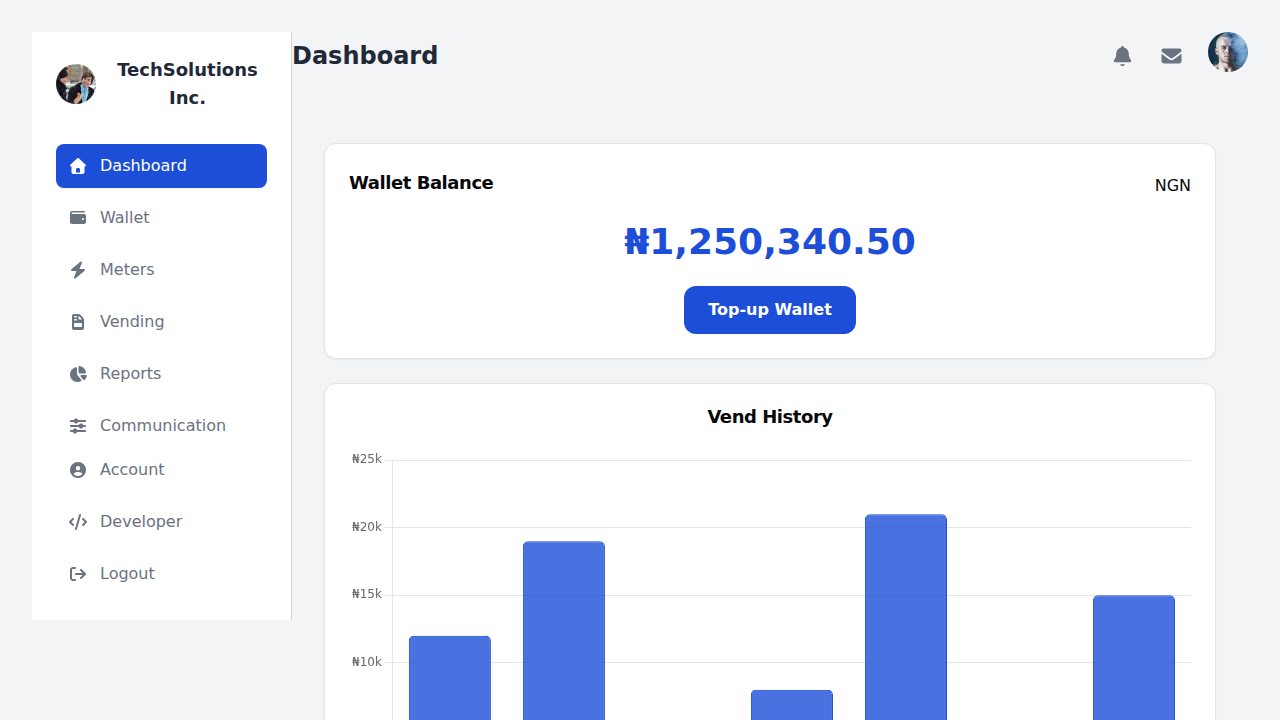 TechSolutions
Inc.
Dashboard
Wallet
Meters
Vending
Reports
Communication
Account
Developer
Logout
Dashboard
Wallet Balance
NGN
₦1,250,340.50
Top-up Wallet
Vend History
₦25k
₦20k
₦15k
₦10k